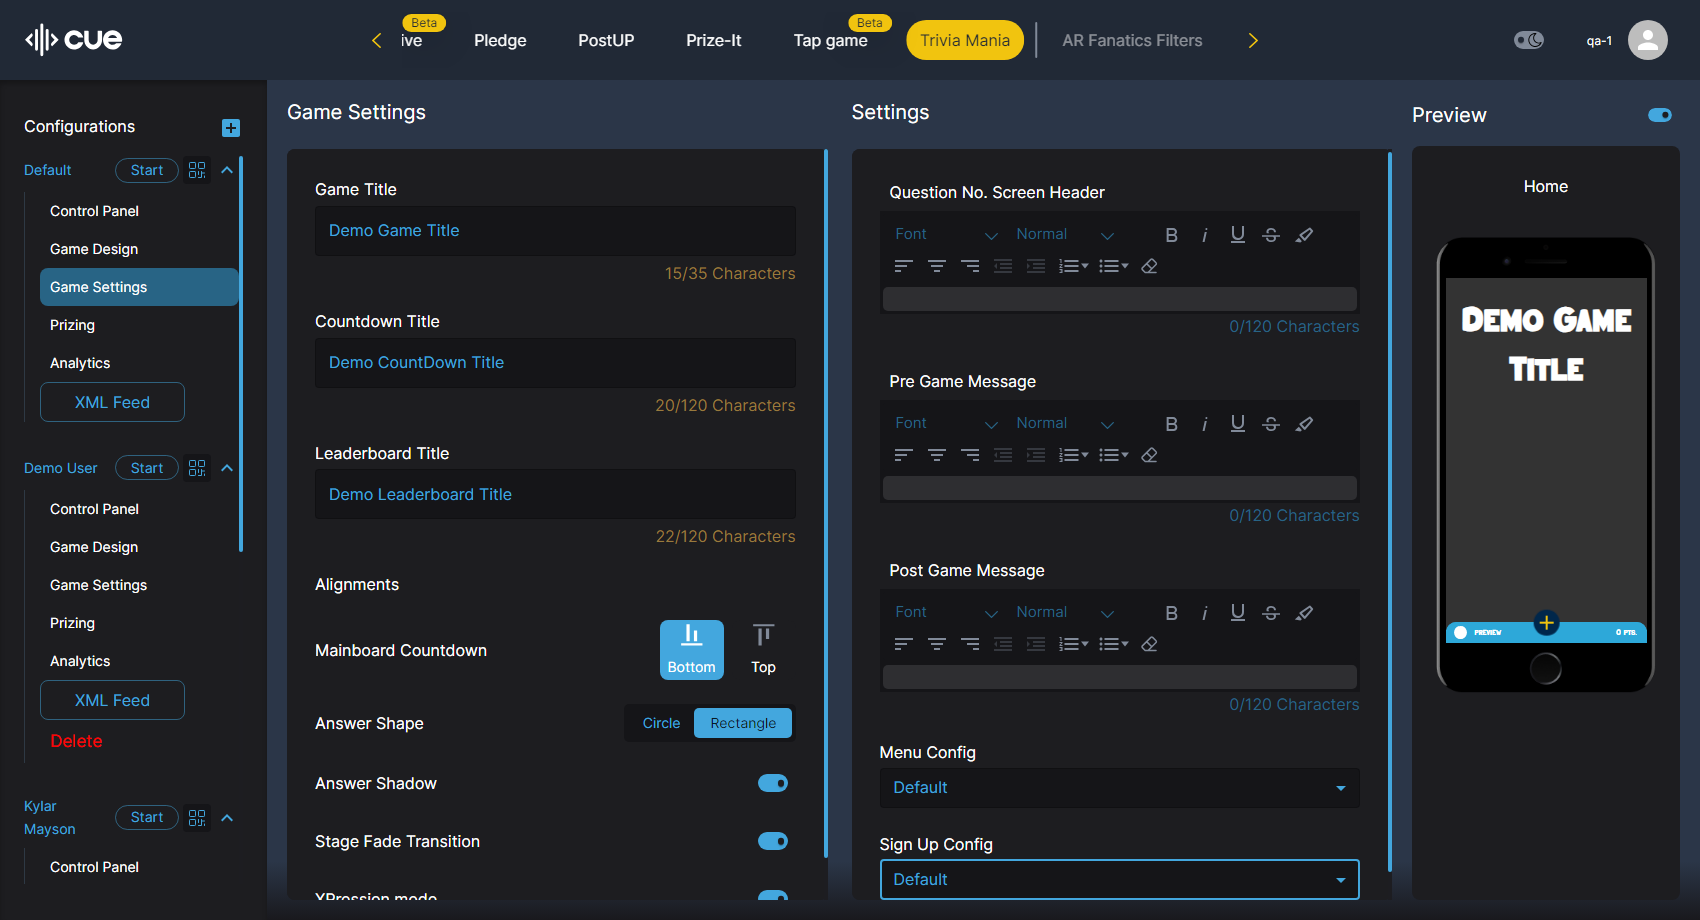 cue
Beta
ive
Pledge
PostUP
Prize-It
Beta
Tap game
Trivia Mania
AR Fanatics Filters
qa-1
Configurations
Default
Start
Control Panel
Game Design
Game Settings
Prizing
Analytics
XML Feed
Demo User
Start
Control Panel
Game Design
Game Settings
Prizing
Analytics
XML Feed
Delete
Kylar
Mayson
Start
Control Panel
Game Settings
Game Title
Demo Game Title
15/35 Characters
Countdown Title
Demo CountDown Title
20/120 Characters
Leaderboard Title
Demo Leaderboard Title
22/120 Characters
Alignments
Mainboard Countdown
Bottom
Top
Answer Shape
Circle
Rectangle
Answer Shadow
Stage Fade Transition
XPression mode
Settings
Question No. Screen Header
Font
Normal
B i U S
0/120 Characters
Pre Game Message
Font
Normal
B i U S
0/120 Characters
Post Game Message
Font
Normal
B i U S
0/120 Characters
Menu Config
Default
Sign Up Config
Default
Preview
Home
Demo Game
Title
PREVIEW
0 PTS.